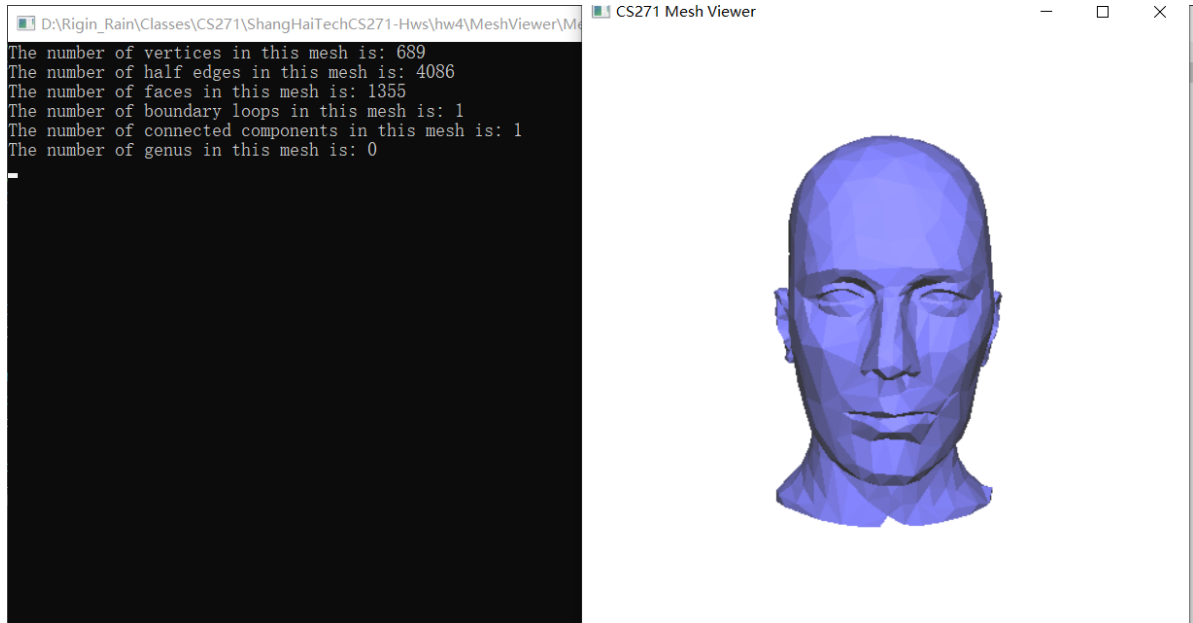 D:\Rigin_Rain\Classes\CS271\ShangHaiTechCS271-Hws\hw4\MeshViewer\Me
CS271 Mesh Viewer
The number of vertices in this mesh is: 689
The number of half edges in this mesh is: 4086
The number of faces in this mesh is: 1355
The number of boundary loops in this mesh is: 1
The number of connected components in this mesh is: 1
The number of genus in this mesh is: 0